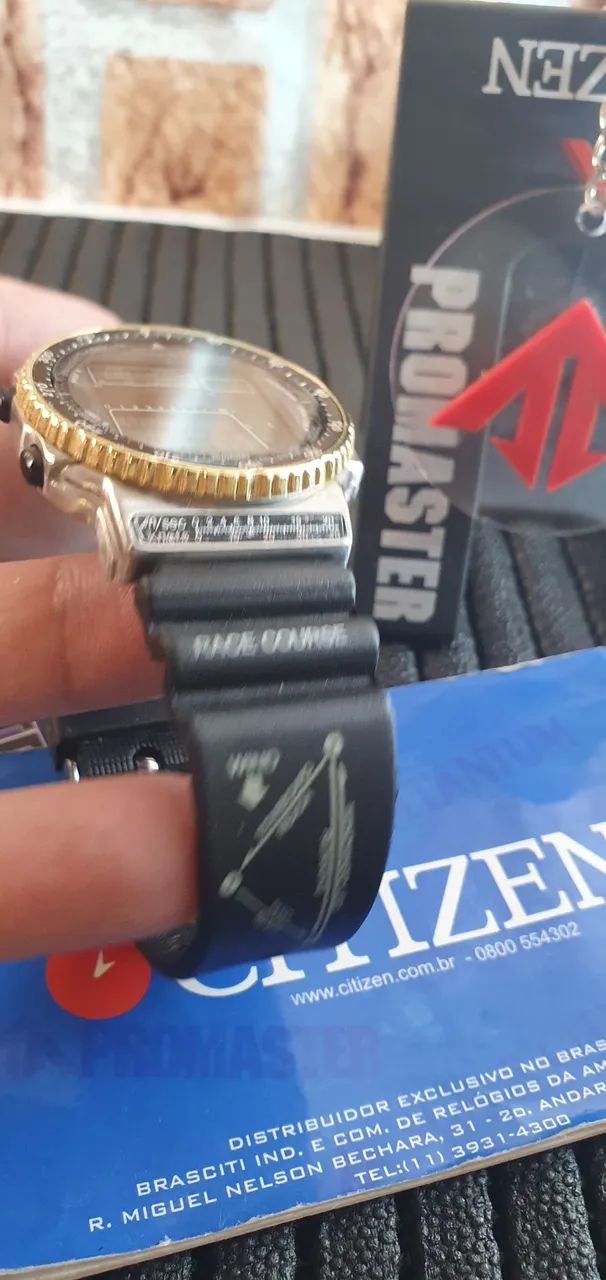 CITIZEN
PROMASTER
RACE COURSE
WIND
CITIZEN
www.citizen.com.br - 0800 554302
PROMASTER
DISTRIBUIDOR EXCLUSIVO NO BRAS
BRASCITI IND. E COM. DE RELÓGIOS DA AM
R. MIGUEL NELSON BECHARA, 31 - 2o. ANDAR
TEL:(11) 3931-4300